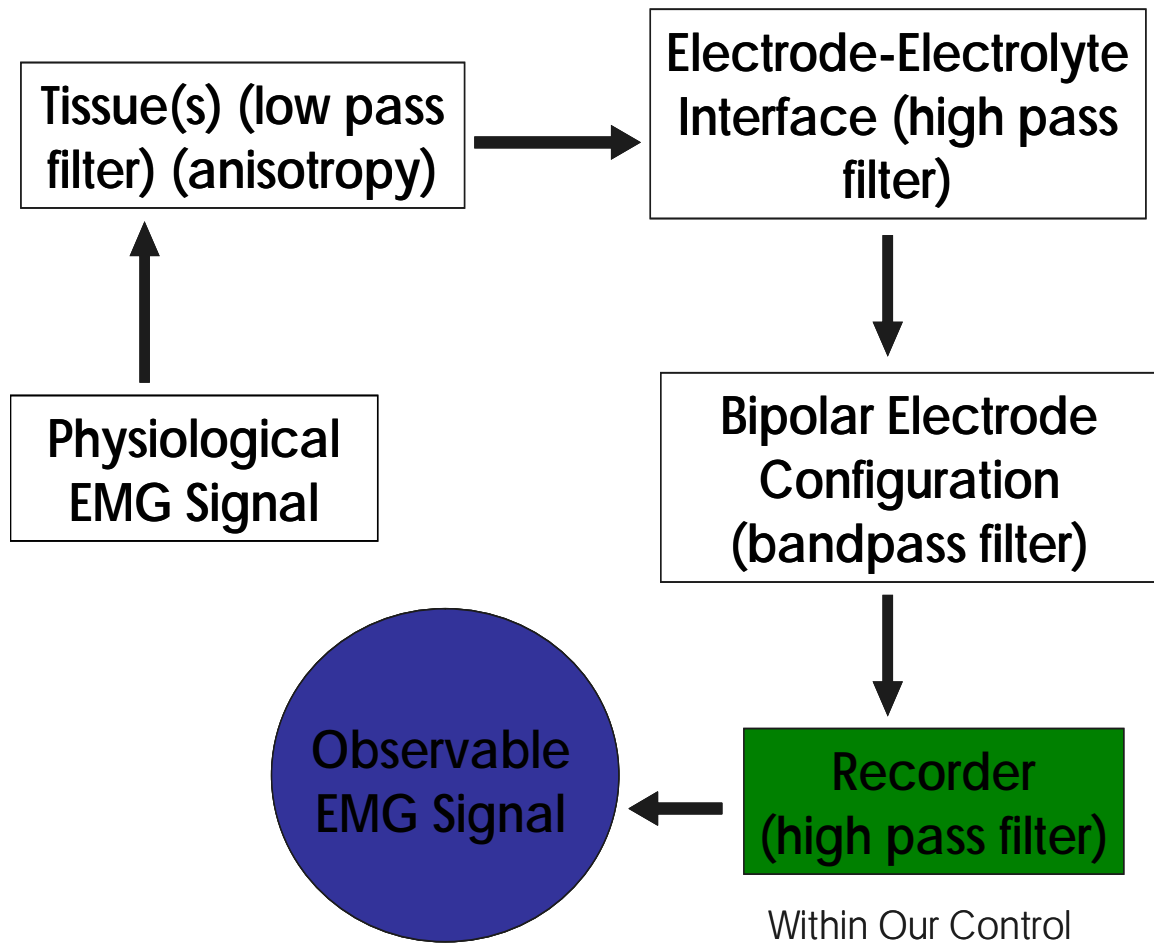 Electrode-Electrolyte
Interface (high pass
filter)
Tissue(s) (low pass
filter) (anisotropy)
Physiological
EMG Signal
Bipolar Electrode
Configuration
(bandpass filter)
Observable
EMG Signal
Recorder
(high pass filter)
Within Our Control